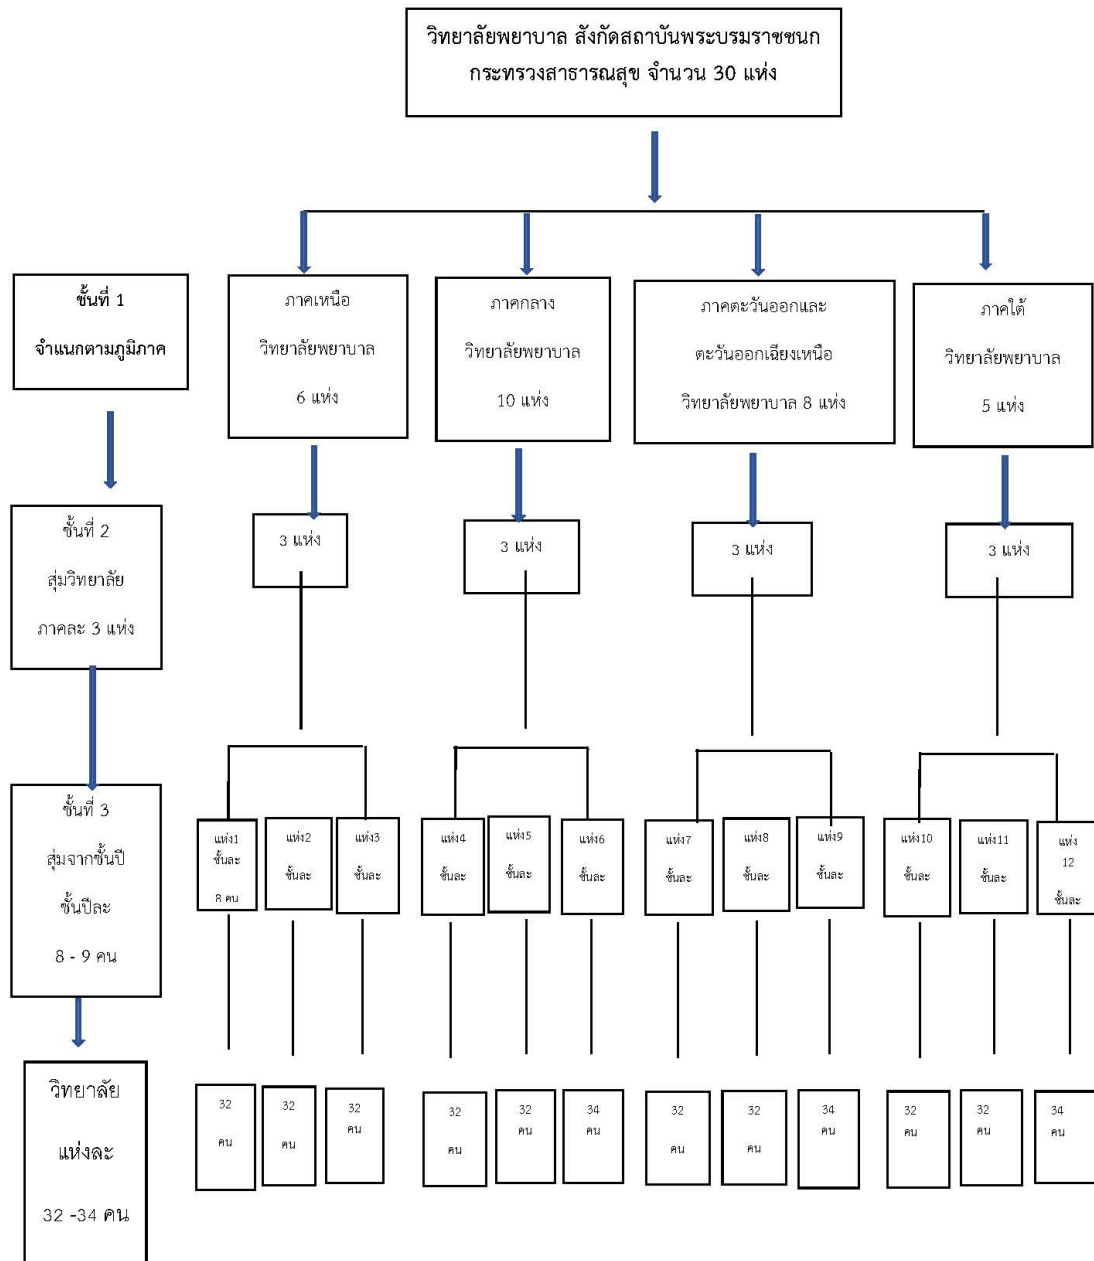 วิทยาลัยพยาบาล สังกัดสถาบันพระบรมราชชนก
กระทรวงสาธารณสุข จำนวน 30 แห่ง
ชั้นที่ 1
จำแนกตามภูมิภาค
ภาคเหนือ
วิทยาลัยพยาบาล
6 แห่ง
ภาคกลาง
วิทยาลัยพยาบาล
10 แห่ง
ภาคตะวันออกและ
ตะวันออกเฉียงเหนือ
วิทยาลัยพยาบาล 8 แห่ง
ภาคใต้
วิทยาลัยพยาบาล
5 แห่ง
ชั้นที่ 2
สุ่มวิทยาลัย
ภาคละ 3 แห่ง
3 แห่ง
3 แห่ง
3 แห่ง
3 แห่ง
ชั้นที่ 3
สุ่มจากชั้นปี
ชั้นปีละ
8 - 9 คน
แห่ง1
ชั้นละ
8 คน
แห่ง2
ชั้นละ
แห่ง3
ชั้นละ
แห่ง4
ชั้นละ
แห่ง5
ชั้นละ
แห่ง6
ชั้นละ
แห่ง7
ชั้นละ
แห่ง8
ชั้นละ
แห่ง9
ชั้นละ
แห่ง10
ชั้นละ
แห่ง11
ชั้นละ
แห่ง
12
ชั้นละ
วิทยาลัย
แห่งละ
32 -34 คน
32
คน
32
คน
32
คน
32
คน
32
คน
34
คน
32
คน
32
คน
34
คน
32
คน
32
คน
34
คน